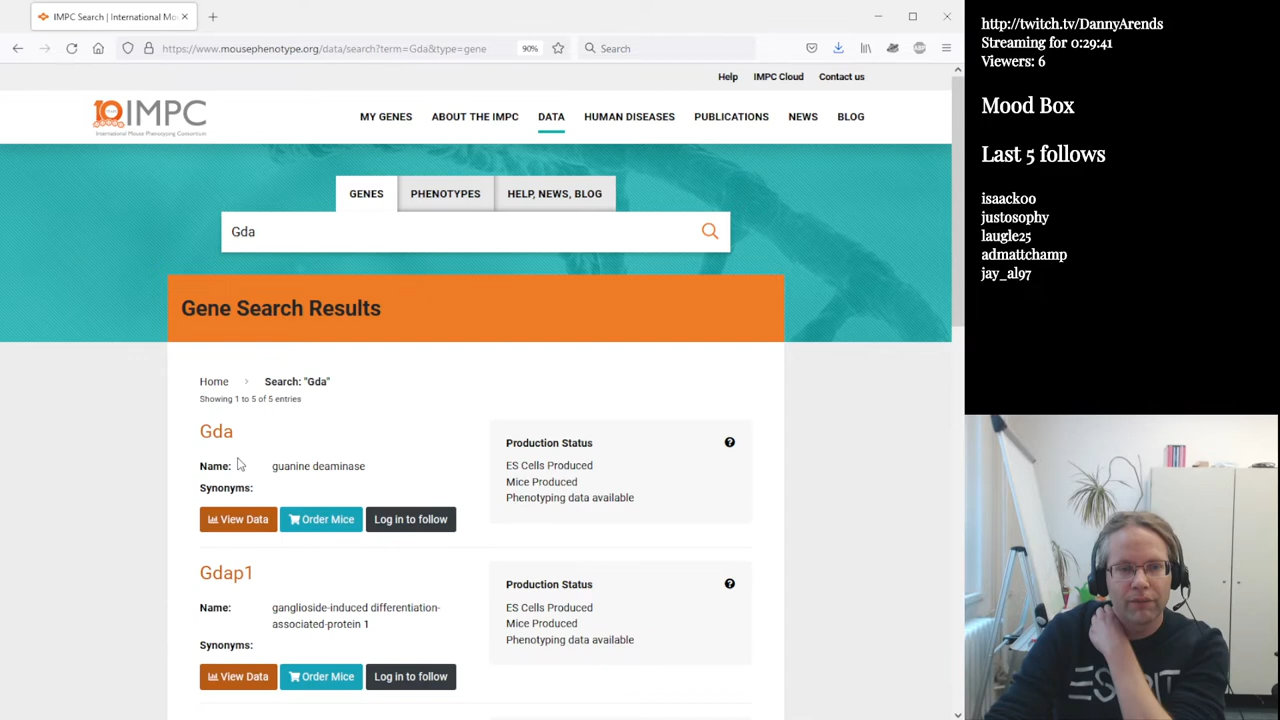 IMPC Search | International Mo
https://www.mousephenotype.org/data/search?term=Gda&type=gene
90%
Search
Help
IMPC Cloud
Contact us
IMPC
International Mouse Phenotyping Consortium
MY GENES
ABOUT THE IMPC
DATA
HUMAN DISEASES
PUBLICATIONS
NEWS
BLOG
GENES
PHENOTYPES
HELP, NEWS, BLOG
Gda
Gene Search Results
Home > Search: "Gda"
Showing 1 to 5 of 5 entries
Gda
Name: guanine deaminase
Synonyms:
View Data
Order Mice
Log in to follow
Production Status
ES Cells Produced
Mice Produced
Phenotyping data available
Gdap1
Name: ganglioside-induced differentiation-
associated-protein 1
Synonyms:
View Data
Order Mice
Log in to follow
Production Status
ES Cells Produced
Mice Produced
Phenotyping data available
http://twitch.tv/DannyArends
Streaming for 0:29:41
Viewers: 6
Mood Box
Last 5 follows
isaackoo
justosophy
laugle25
admattchamp
jay_al97